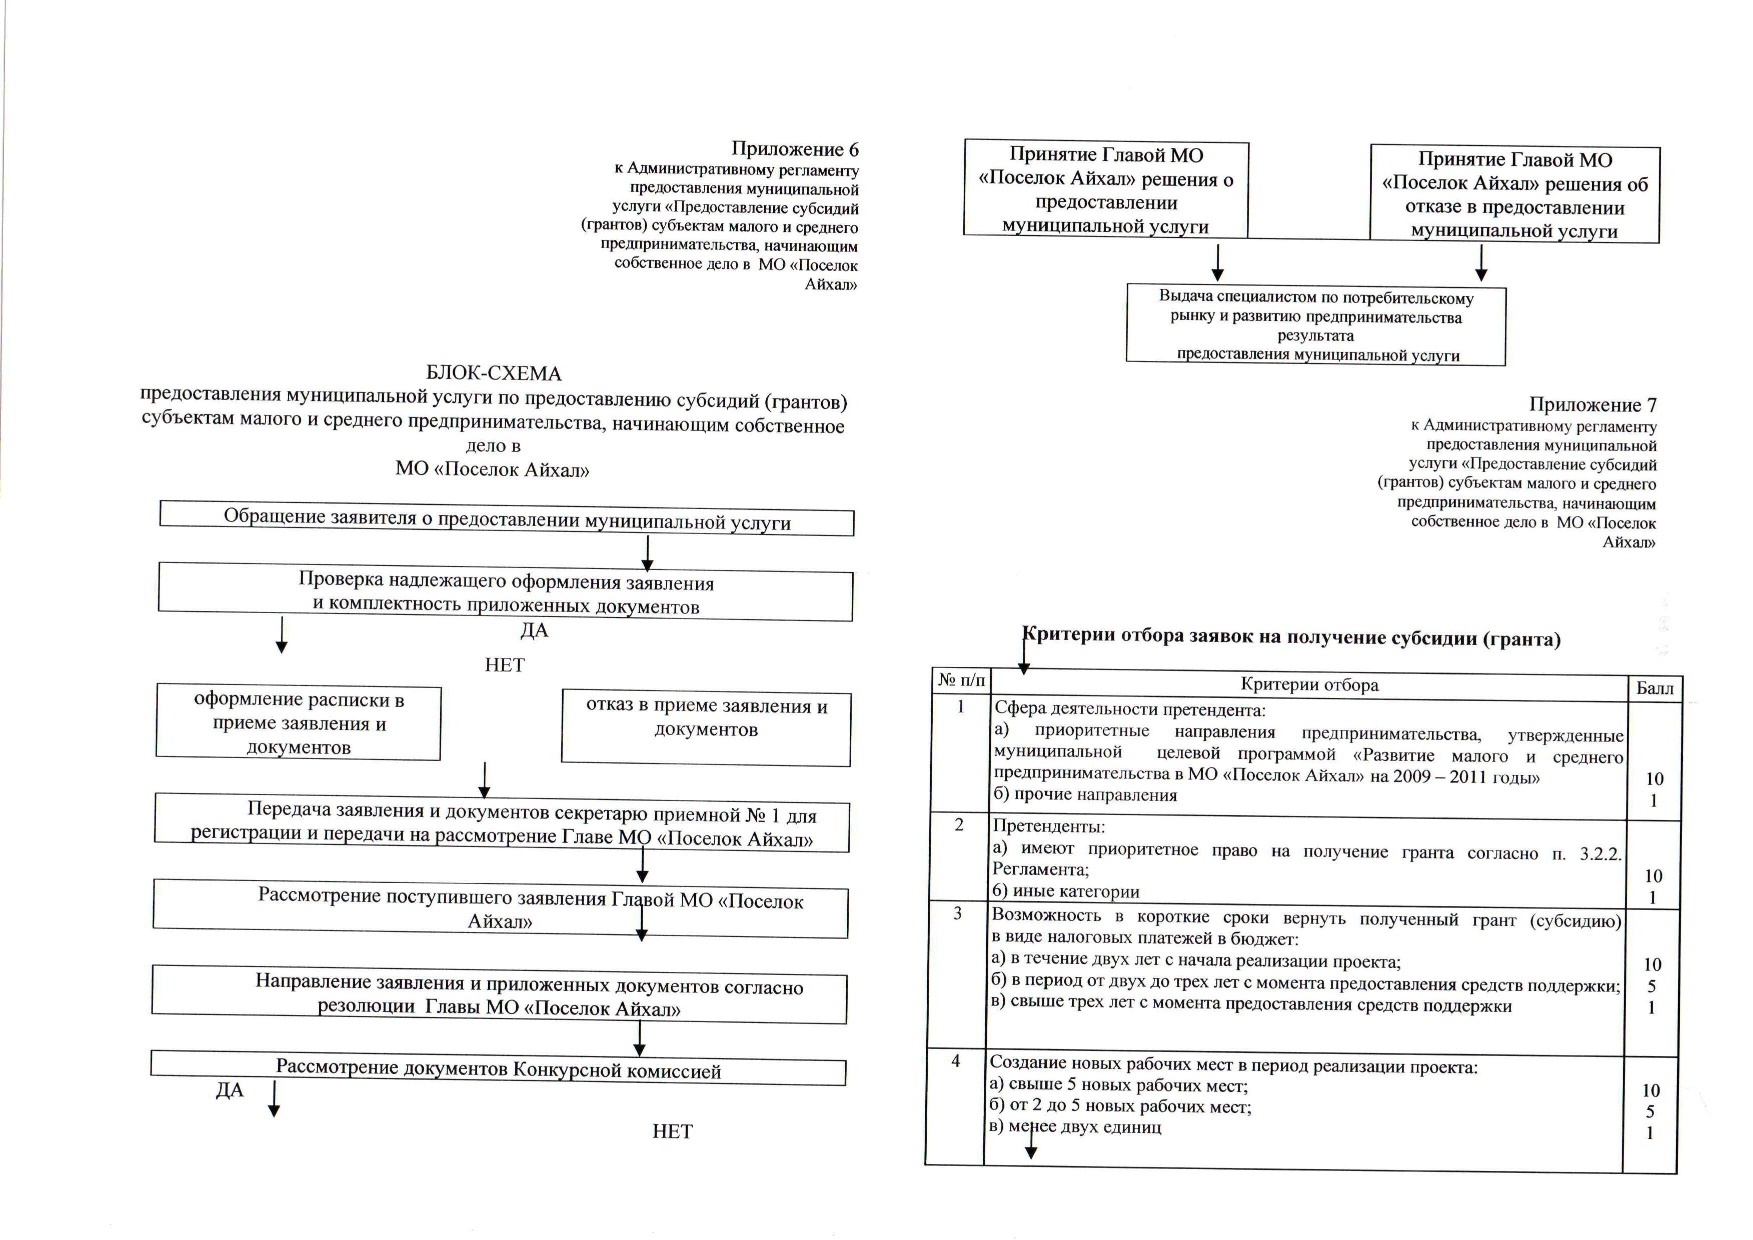 Приложение 6
к Административному регламенту
предоставления муниципальной
услуги «Предоставление субсидий
(грантов) субъектам малого и среднего
предпринимательства, начинающим
собственное дело в МО «Поселок
Айхал»
БЛОК-СХЕМА
предоставления муниципальной услуги по предоставлению субсидий (грантов)
субъектам малого и среднего предпринимательства, начинающим собственное
дело в
МО «Поселок Айхал»
Обращение заявителя о предоставлении муниципальной услуги
Проверка надлежащего оформления заявления
и комплектность приложенных документов
ДА
НЕТ
оформление расписки в
приеме заявления и
документов
отказ в приеме заявления и
документов
Передача заявления и документов секретарю приемной № 1 для
регистрации и передачи на рассмотрение Главе МО «Поселок Айхал»
Рассмотрение поступившего заявления Главой МО «Поселок
Айхал»
Направление заявления и приложенных документов согласно
резолюции Главы МО «Поселок Айхал»
Рассмотрение документов Конкурсной комиссией
ДА
НЕТ
Принятие Главой МО
«Поселок Айхал» решения о
предоставлении
муниципальной услуги
Принятие Главой МО
«Поселок Айхал» решения об
отказе в предоставлении
муниципальной услуги
Выдача специалистом по потребительскому
рынку и развитию предпринимательства
результата
предоставления муниципальной услуги
Приложение 7
к Административному регламенту
предоставления муниципальной
услуги «Предоставление субсидий
(грантов) субъектам малого и среднего
предпринимательства, начинающим
собственное дело в МО «Поселок
Айхал»
Критерии отбора заявок на получение субсидии (гранта)
№ п/п Критерии отбора Балл
1 Сфера деятельности претендента:
а) приоритетные направления предпринимательства, утвержденные
муниципальной целевой программой «Развитие малого и среднего
предпринимательства в МО «Поселок Айхал» на 2009 – 2011 годы» 10
б) прочие направления 1
2 Претенденты:
а) имеют приоритетное право на получение гранта согласно п. 3.2.2.
Регламента; 10
б) иные категории 1
3 Возможность в короткие сроки вернуть полученный грант (субсидию)
в виде налоговых платежей в бюджет:
а) в течение двух лет с начала реализации проекта; 10
б) в период от двух до трех лет с момента предоставления средств поддержки; 5
в) свыше трех лет с момента предоставления средств поддержки 1
4 Создание новых рабочих мест в период реализации проекта:
а) свыше 5 новых рабочих мест; 10
б) от 2 до 5 новых рабочих мест; 5
в) менее двух единиц 1